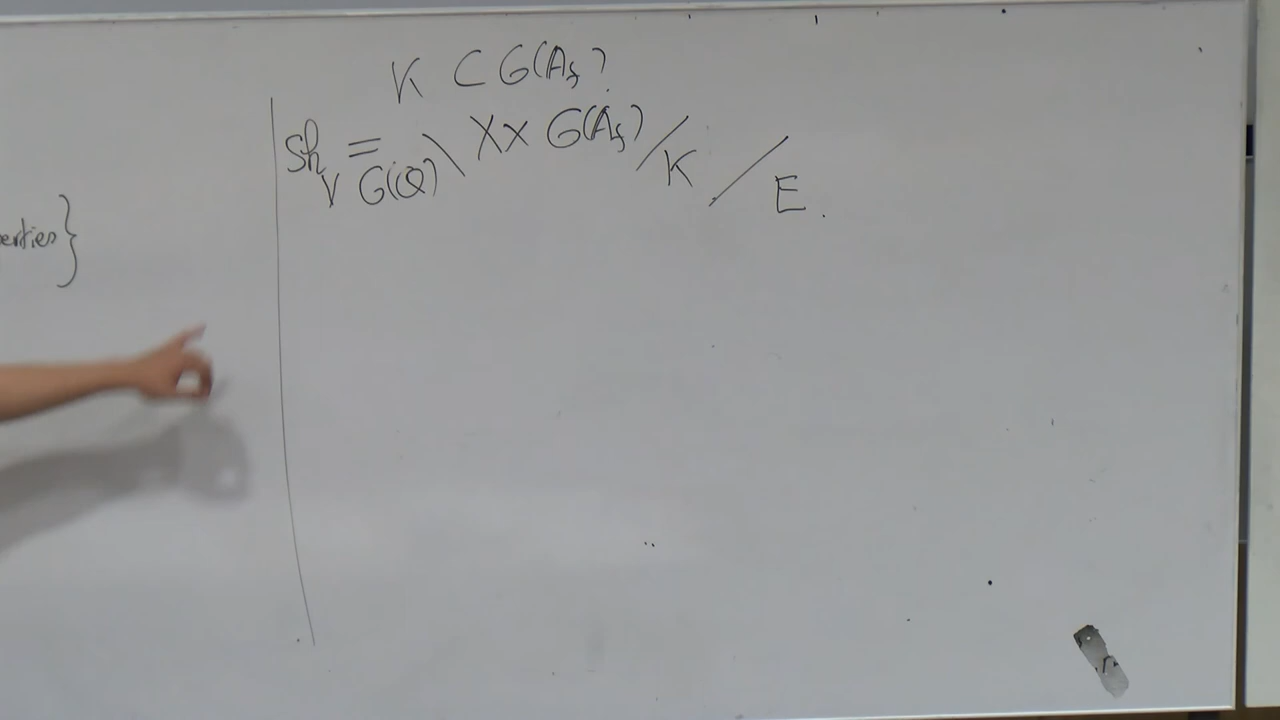 K ⊂ G(A_f)
Sh_K = G(Q) \ X × G(A_f) / K / E.
erties}